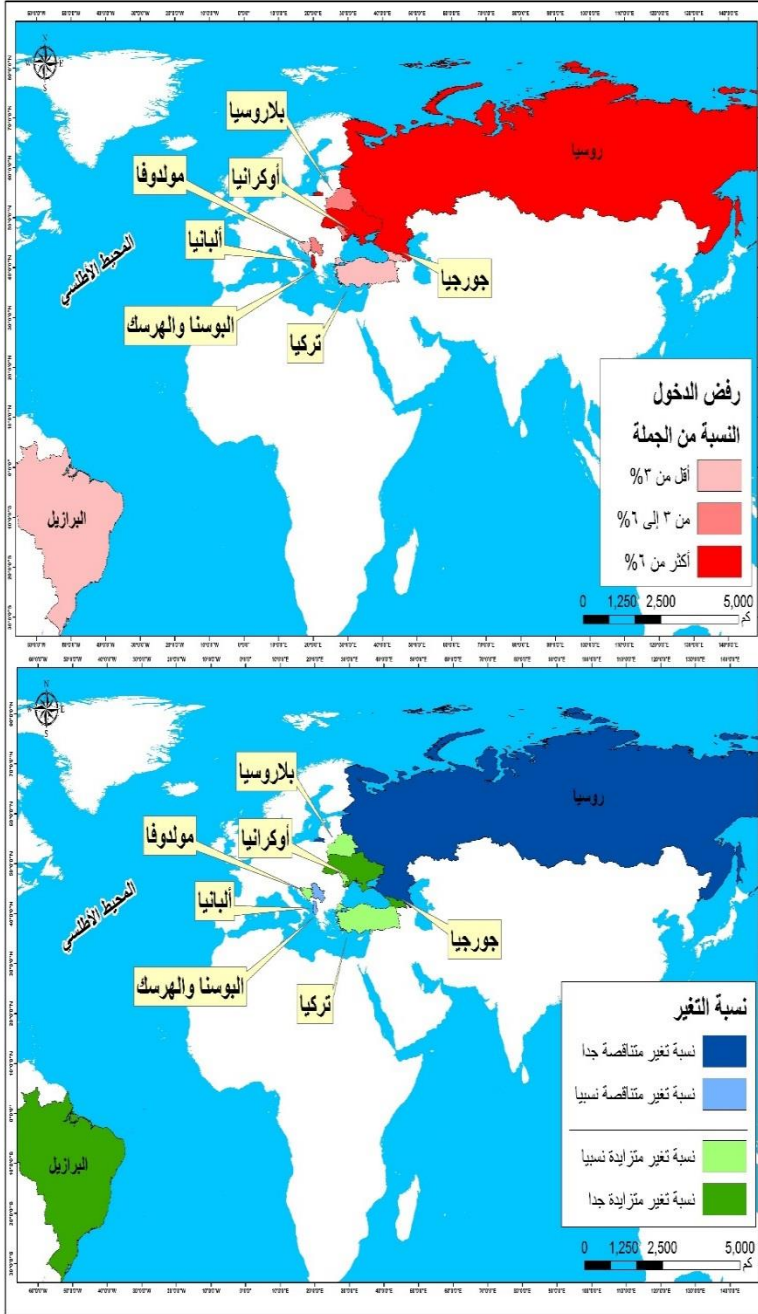 بلاروسيا
روسيا
أوكرانيا
مولدوفا
ألبانيا
جورجيا
البوسنا والهرسك
تركيا
المحيط الأطلسي
البرازيل
رفض الدخول
النسبة من الجملة
أقل من ٣%
من ٣ إلى ٦%
أكثر من ٦%
0 1,250 2,500 5,000
كم
N
بلاروسيا
روسيا
أوكرانيا
مولدوفا
ألبانيا
جورجيا
البوسنا والهرسك
تركيا
المحيط الأطلسي
البرازيل
نسبة التغير
نسبة تغير متناقصة جدا
نسبة تغير متناقصة نسبيا
نسبة تغير متزايدة نسبيا
نسبة تغير متزايدة جدا
0 1,250 2,500 5,000
كم